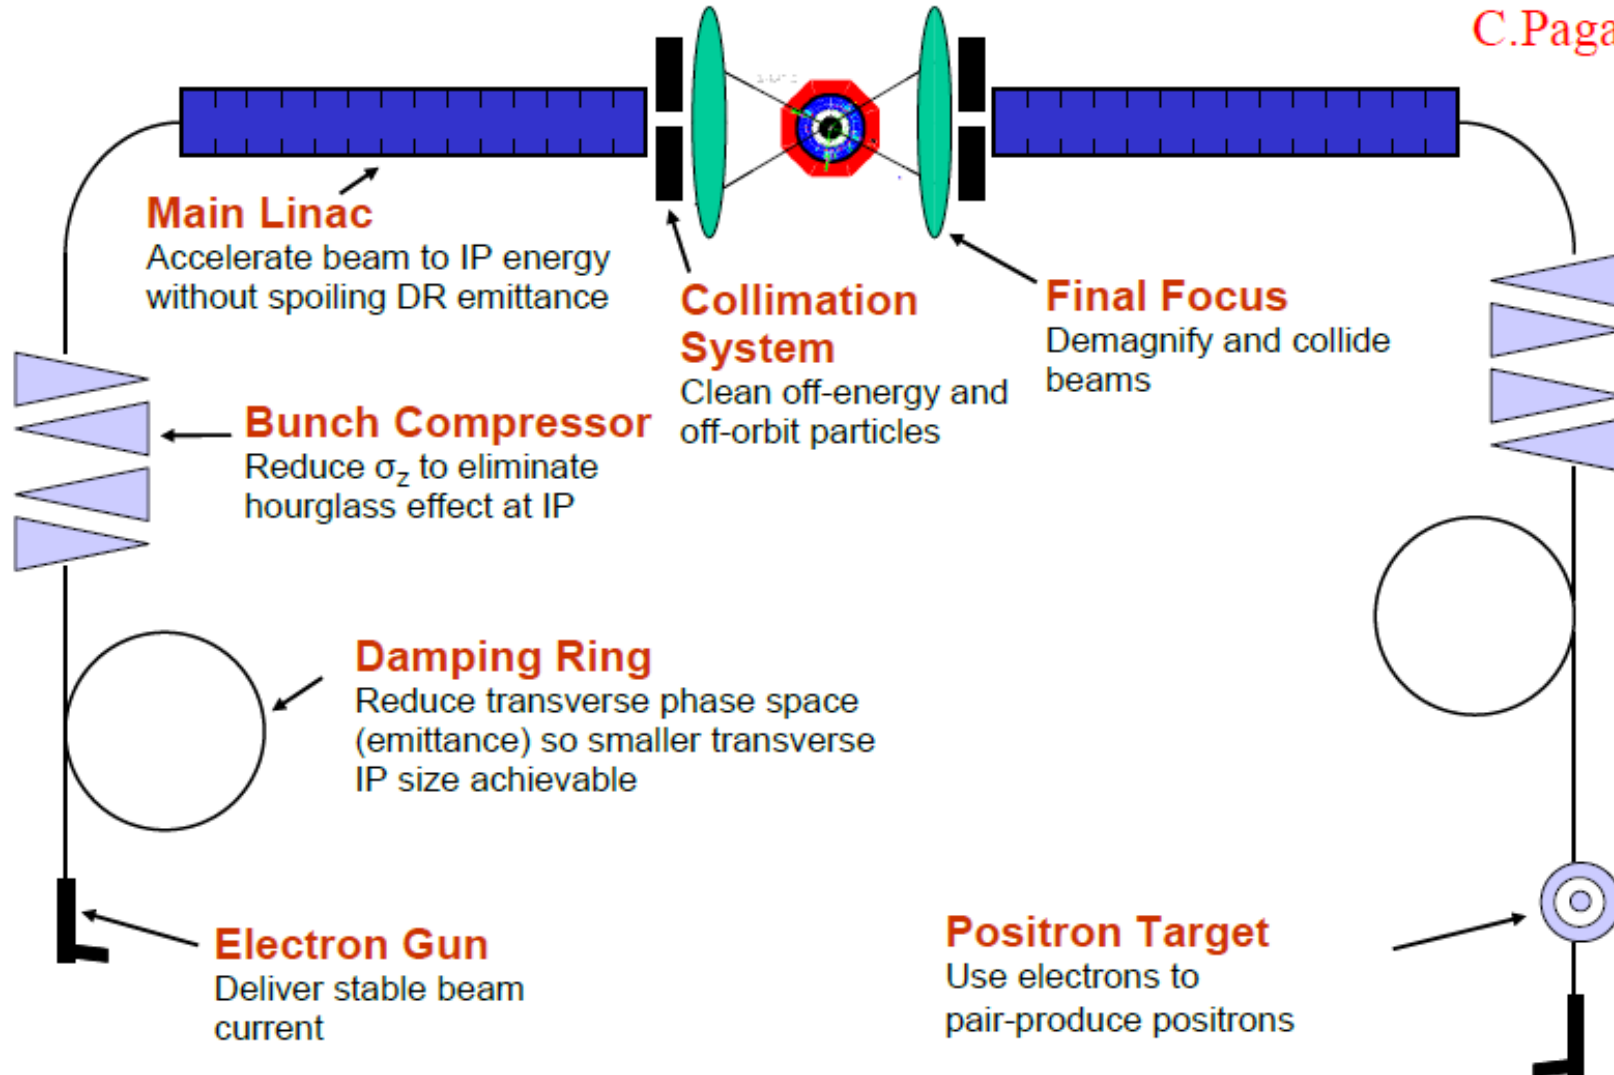 C.Paga
Main Linac
Accelerate beam to IP energy
without spoiling DR emittance
Collimation
System
Clean off-energy and
off-orbit particles
Final Focus
Demagnify and collide
beams
Bunch Compressor
Reduce σz to eliminate
hourglass effect at IP
Damping Ring
Reduce transverse phase space
(emittance) so smaller transverse
IP size achievable
Electron Gun
Deliver stable beam
current
Positron Target
Use electrons to
pair-produce positrons